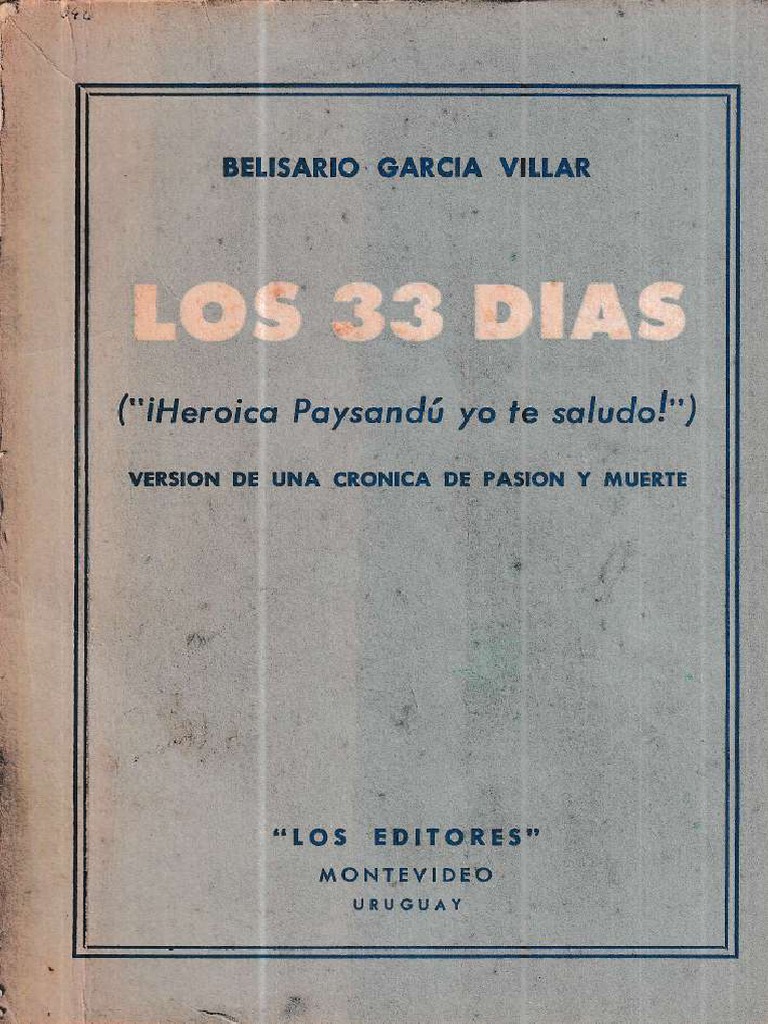 BELISARIO GARCIA VILLAR
LOS 33 DIAS
("¡Heroica Paysandú yo te saludo!")
VERSION DE UNA CRONICA DE PASION Y MUERTE
"LOS EDITORES"
MONTEVIDEO
URUGUAY